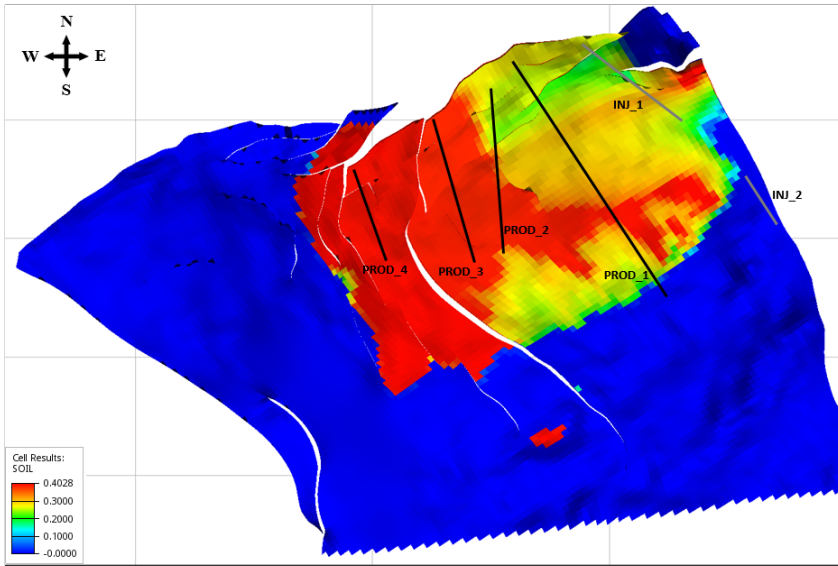 N
W E
S
INJ_1
INJ_2
PROD_2
PROD_4
PROD_3
PROD_1
Cell Results:
SOIL
0.4028
0.3000
0.2000
0.1000
-0.0000